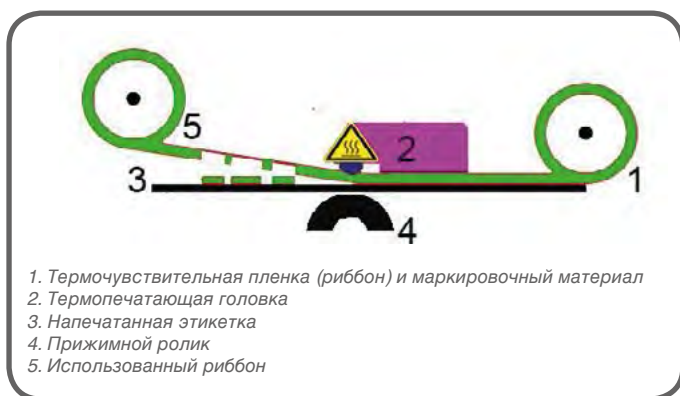 5
2
3
1
4
1. Термочувствительная пленка (риббон) и маркировочный материал
2. Термопечатающая головка
3. Напечатанная этикетка
4. Прижимной ролик
5. Использованный риббон